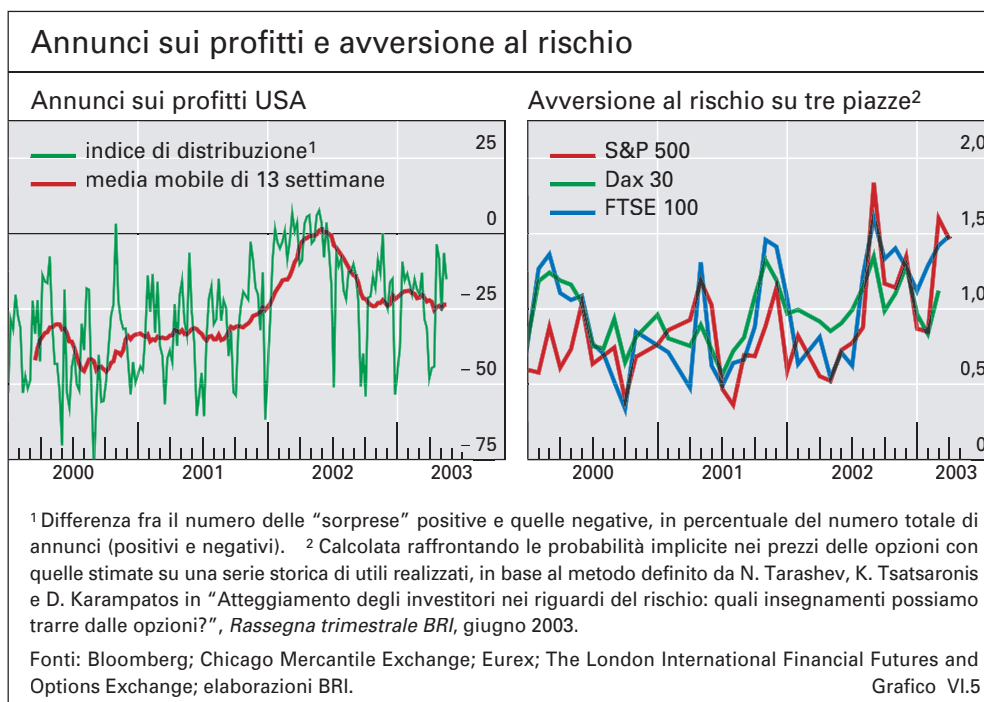 Annunci sui profitti e avversione al rischio
Annunci sui profitti USA
indice di distribuzione¹
media mobile di 13 settimane
25
0
– 25
– 50
– 75
2000
2001
2002
2003
Avversione al rischio su tre piazze²
S&P 500
Dax 30
FTSE 100
2,0
1,5
1,0
0,5
0
2000
2001
2002
2003
¹ Differenza fra il numero delle “sorprese” positive e quelle negative, in percentuale del numero totale di
annunci (positivi e negativi). ² Calcolata raffrontando le probabilità implicite nei prezzi delle opzioni con
quelle stimate su una serie storica di utili realizzati, in base al metodo definito da N. Tarashev, K. Tsatsaronis
e D. Karampatos in “Atteggiamento degli investitori nei riguardi del rischio: quali insegnamenti possiamo
trarre dalle opzioni?”, Rassegna trimestrale BRI, giugno 2003.
Fonti: Bloomberg; Chicago Mercantile Exchange; Eurex; The London International Financial Futures and
Options Exchange; elaborazioni BRI.
Grafico VI.5